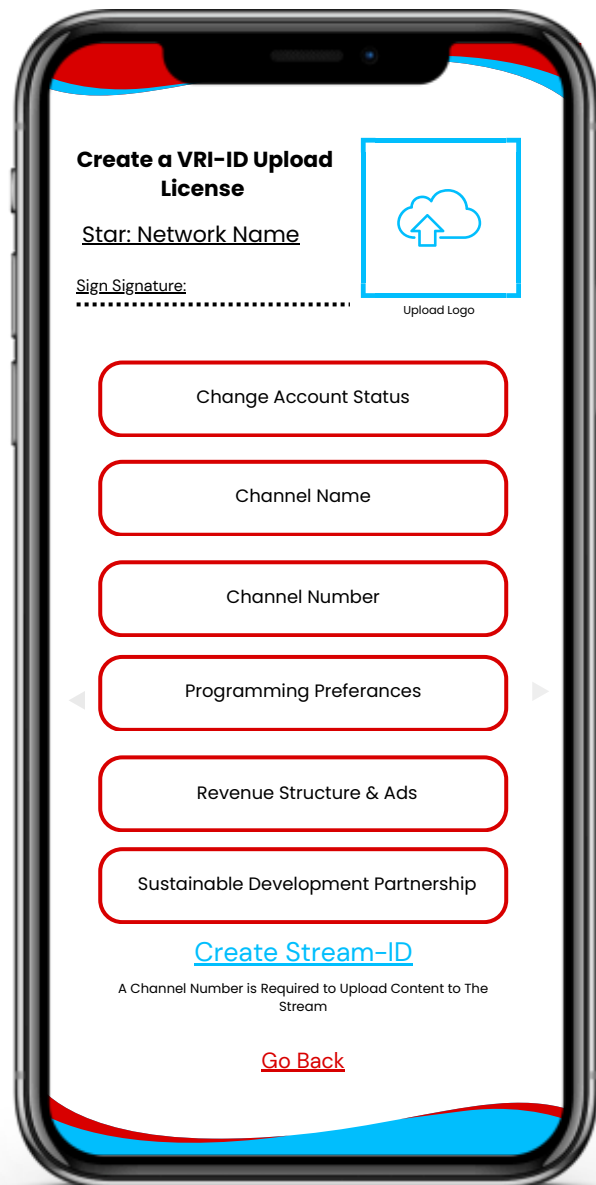 Create a VRI-ID Upload
License
Star: Network Name
Sign Signature:
Upload Logo
Change Account Status
Channel Name
Channel Number
Programming Preferances
Revenue Structure & Ads
Sustainable Development Partnership
Create Stream-ID
A Channel Number is Required to Upload Content to The
Stream
Go Back